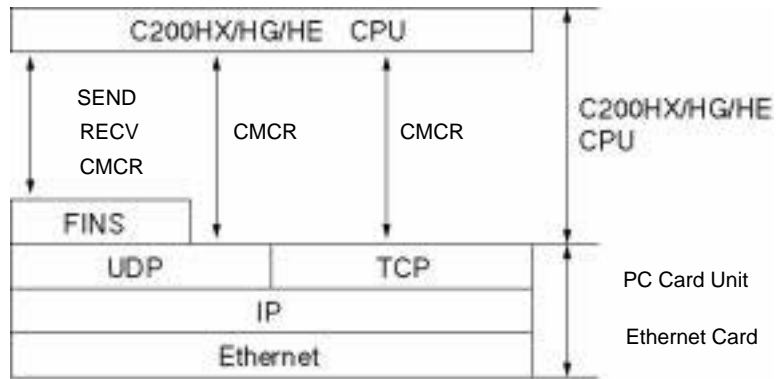 C200HX/HG/HE CPU
SEND
RECV
CMCR
CMCR
CMCR
C200HX/HG/HE
CPU
FINS
UDP
TCP
IP
Ethernet
PC Card Unit
Ethernet Card